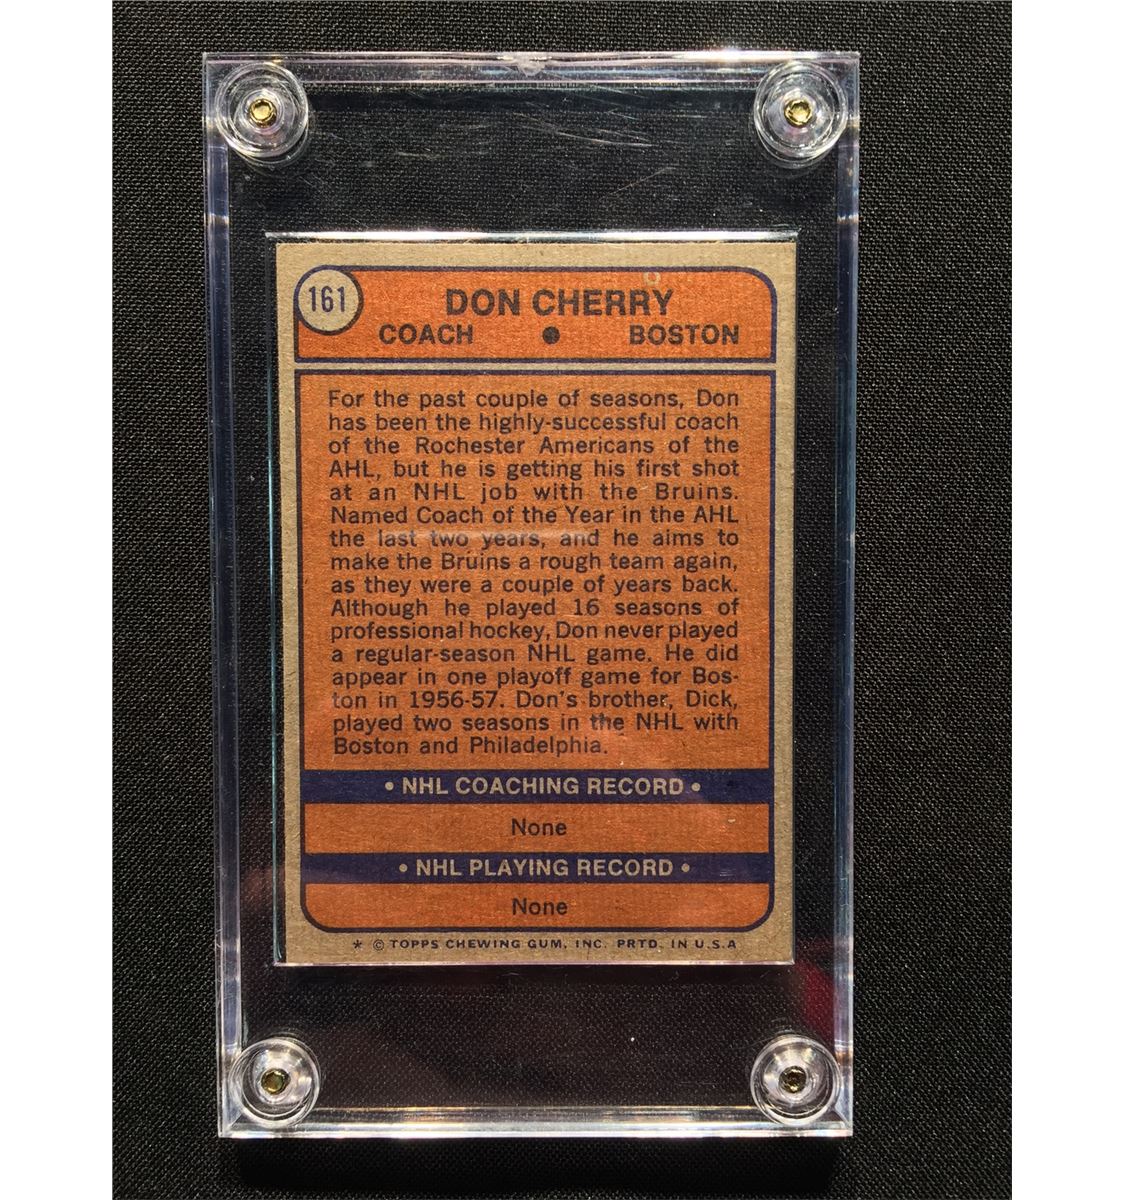 161
DON CHERRY
COACH ● BOSTON
For the past couple of seasons, Don
has been the highly-successful coach
of the Rochester Americans of the
AHL, but he is getting his first shot
at an NHL job with the Bruins.
Named Coach of the Year in the AHL
the last two years, and he aims to
make the Bruins a rough team again,
as they were a couple of years back.
Although he played 16 seasons of
professional hockey, Don never played
a regular-season NHL game. He did
appear in one playoff game for Bos-
ton in 1956-57. Don's brother, Dick,
played two seasons in the NHL with
Boston and Philadelphia.
• NHL COACHING RECORD •
None
• NHL PLAYING RECORD •
None
* © TOPPS CHEWING GUM, INC. PRTD. IN U.S.A